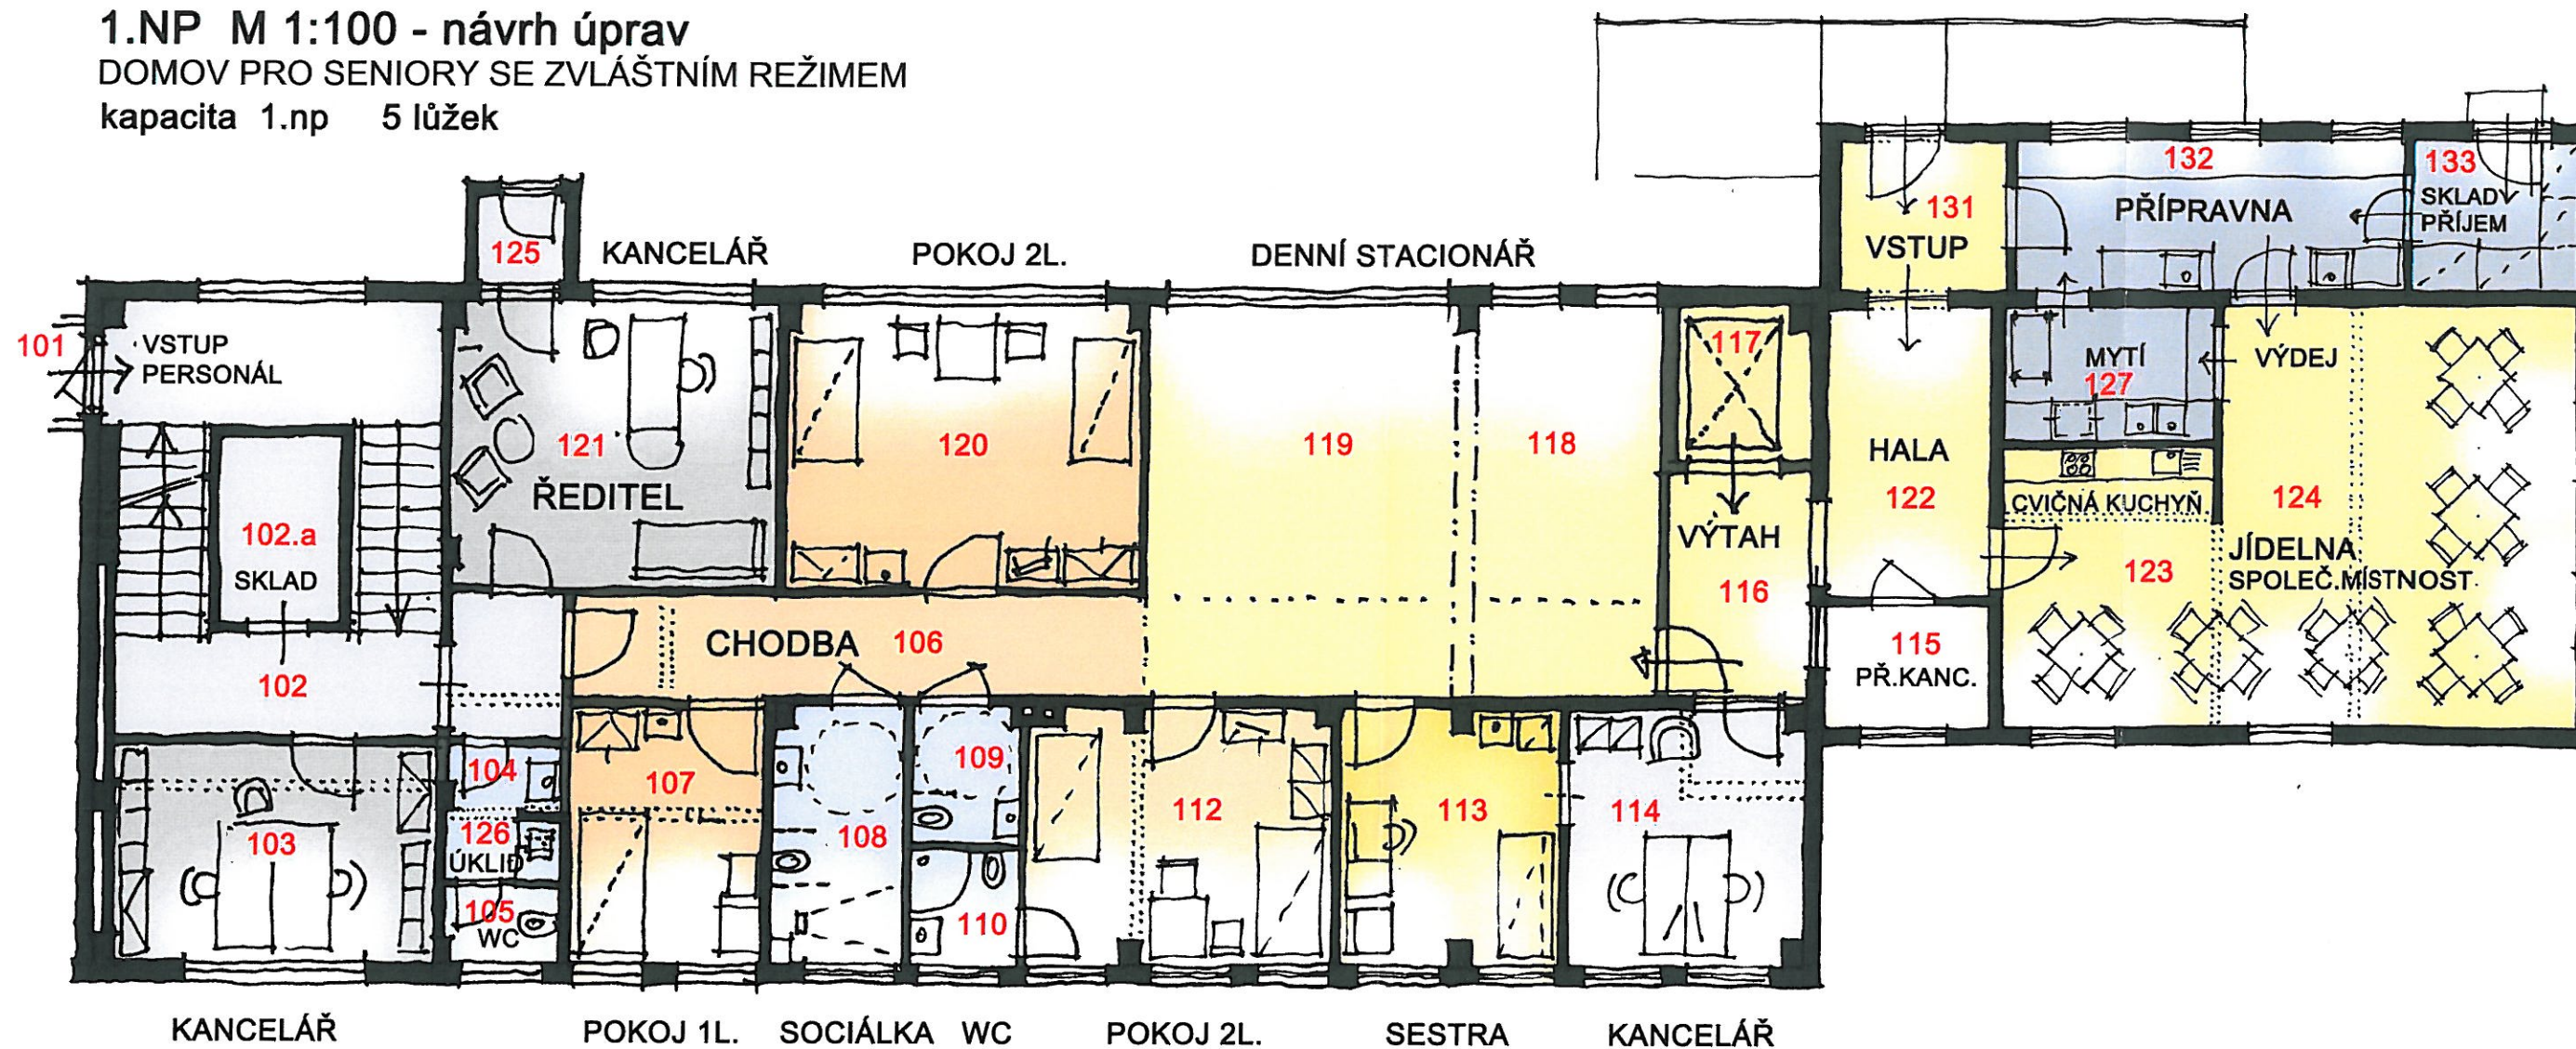 1.NP M 1:100 - návrh úprav
DOMOV PRO SENIORY SE ZVLÁŠTNÍM REŽIMEM
kapacita 1.np 5 lůžek
132
133
SKLAD
PŘÍJEM
131
PŘÍPRAVNA
VSTUP
125
KANCELÁŘ
POKOJ 2L.
DENNÍ STACIONÁŘ
101
VSTUP
PERSONÁL
117
MYTÍ
127
VÝDEJ
121
120
119
118
HALA
122
ŘEDITEL
CVIČNÁ KUCHYŇ
124
102.a
SKLAD
VÝTAH
116
123
JÍDELNA
SPOLEČ.MÍSTNOST.
CHODBA
106
115
PŘ.KANC.
102
104
107
109
103
126
ÚKLID
108
112
113
114
105
WC
110
KANCELÁŘ
POKOJ 1L.
SOCIÁLKA
WC
POKOJ 2L.
SESTRA
KANCELÁŘ